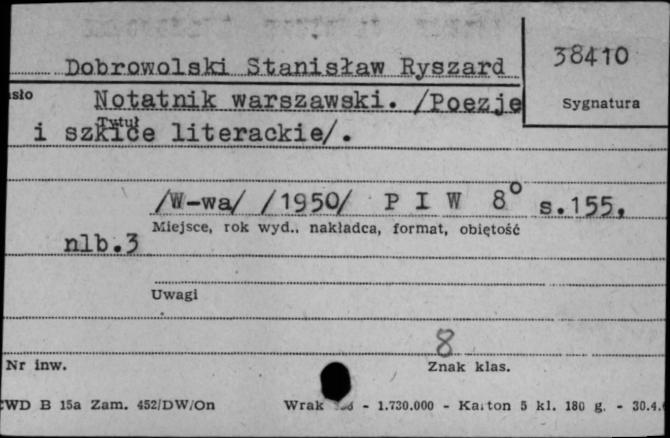 38410
Dobrowolski Stanisław Ryszard
Sygnatura
Notatnik warszawski. /Poezje
Tytuł
i szkice literackie/.
/W-wa/ /1950/ P I W 8° s.155,
Miejsce, rok wyd., nakładca, format, objętość
nlb.3
Uwagi
8
Nr inw. Znak klas.
CWD B 15a Zam. 452/DW/On Wrak - 1.730.000 - Karton 5 kl. 180 g. - 30.4.